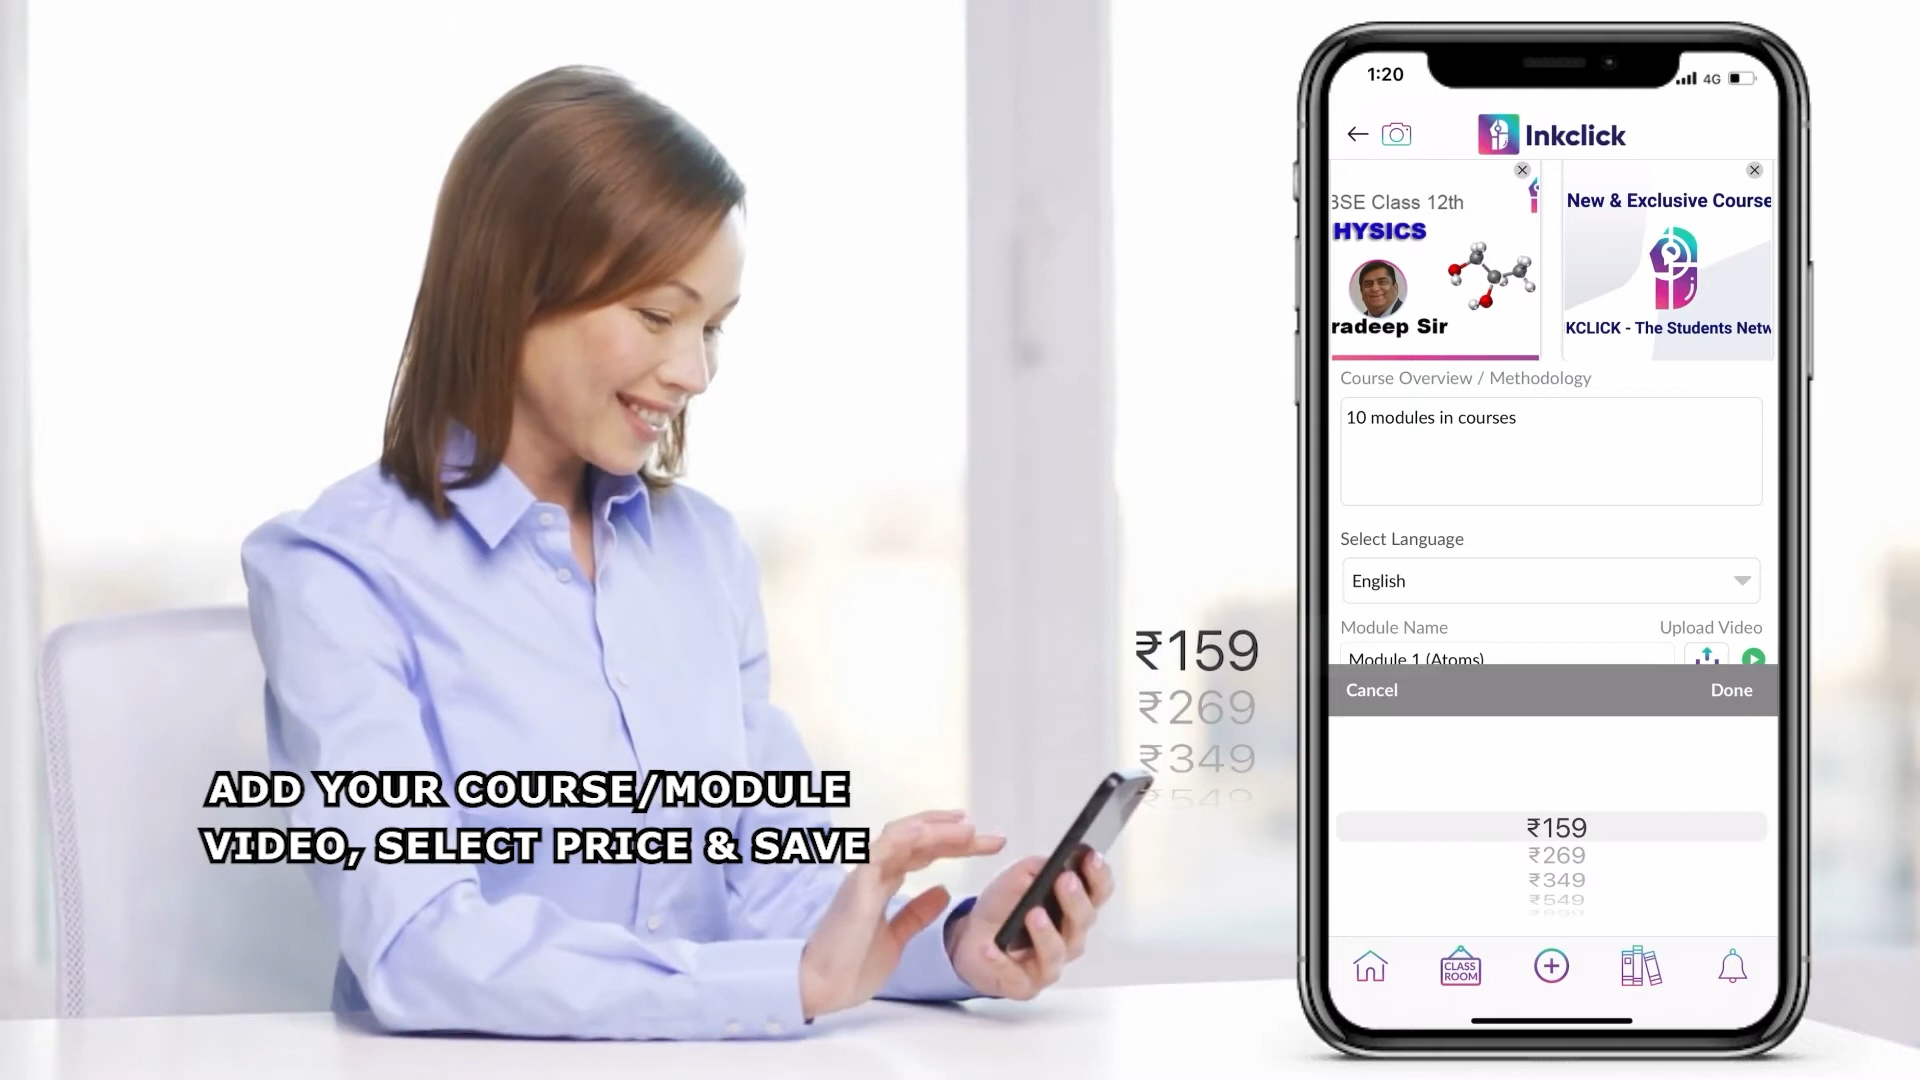 1:20
4G
Inkclick
BSE Class 12th
HYSICS
radeep Sir
New & Exclusive Course
KCLICK - The Students Netw
Course Overview / Methodology
10 modules in courses
Select Language
English
Module Name
Upload Video
Module 1 (Atoms)
Cancel
Done
₹159
₹269
₹349
₹549
₹899
CLASS
ROOM
₹159
₹269
₹349
₹549
ADD YOUR COURSE/MODULE
VIDEO, SELECT PRICE & SAVE